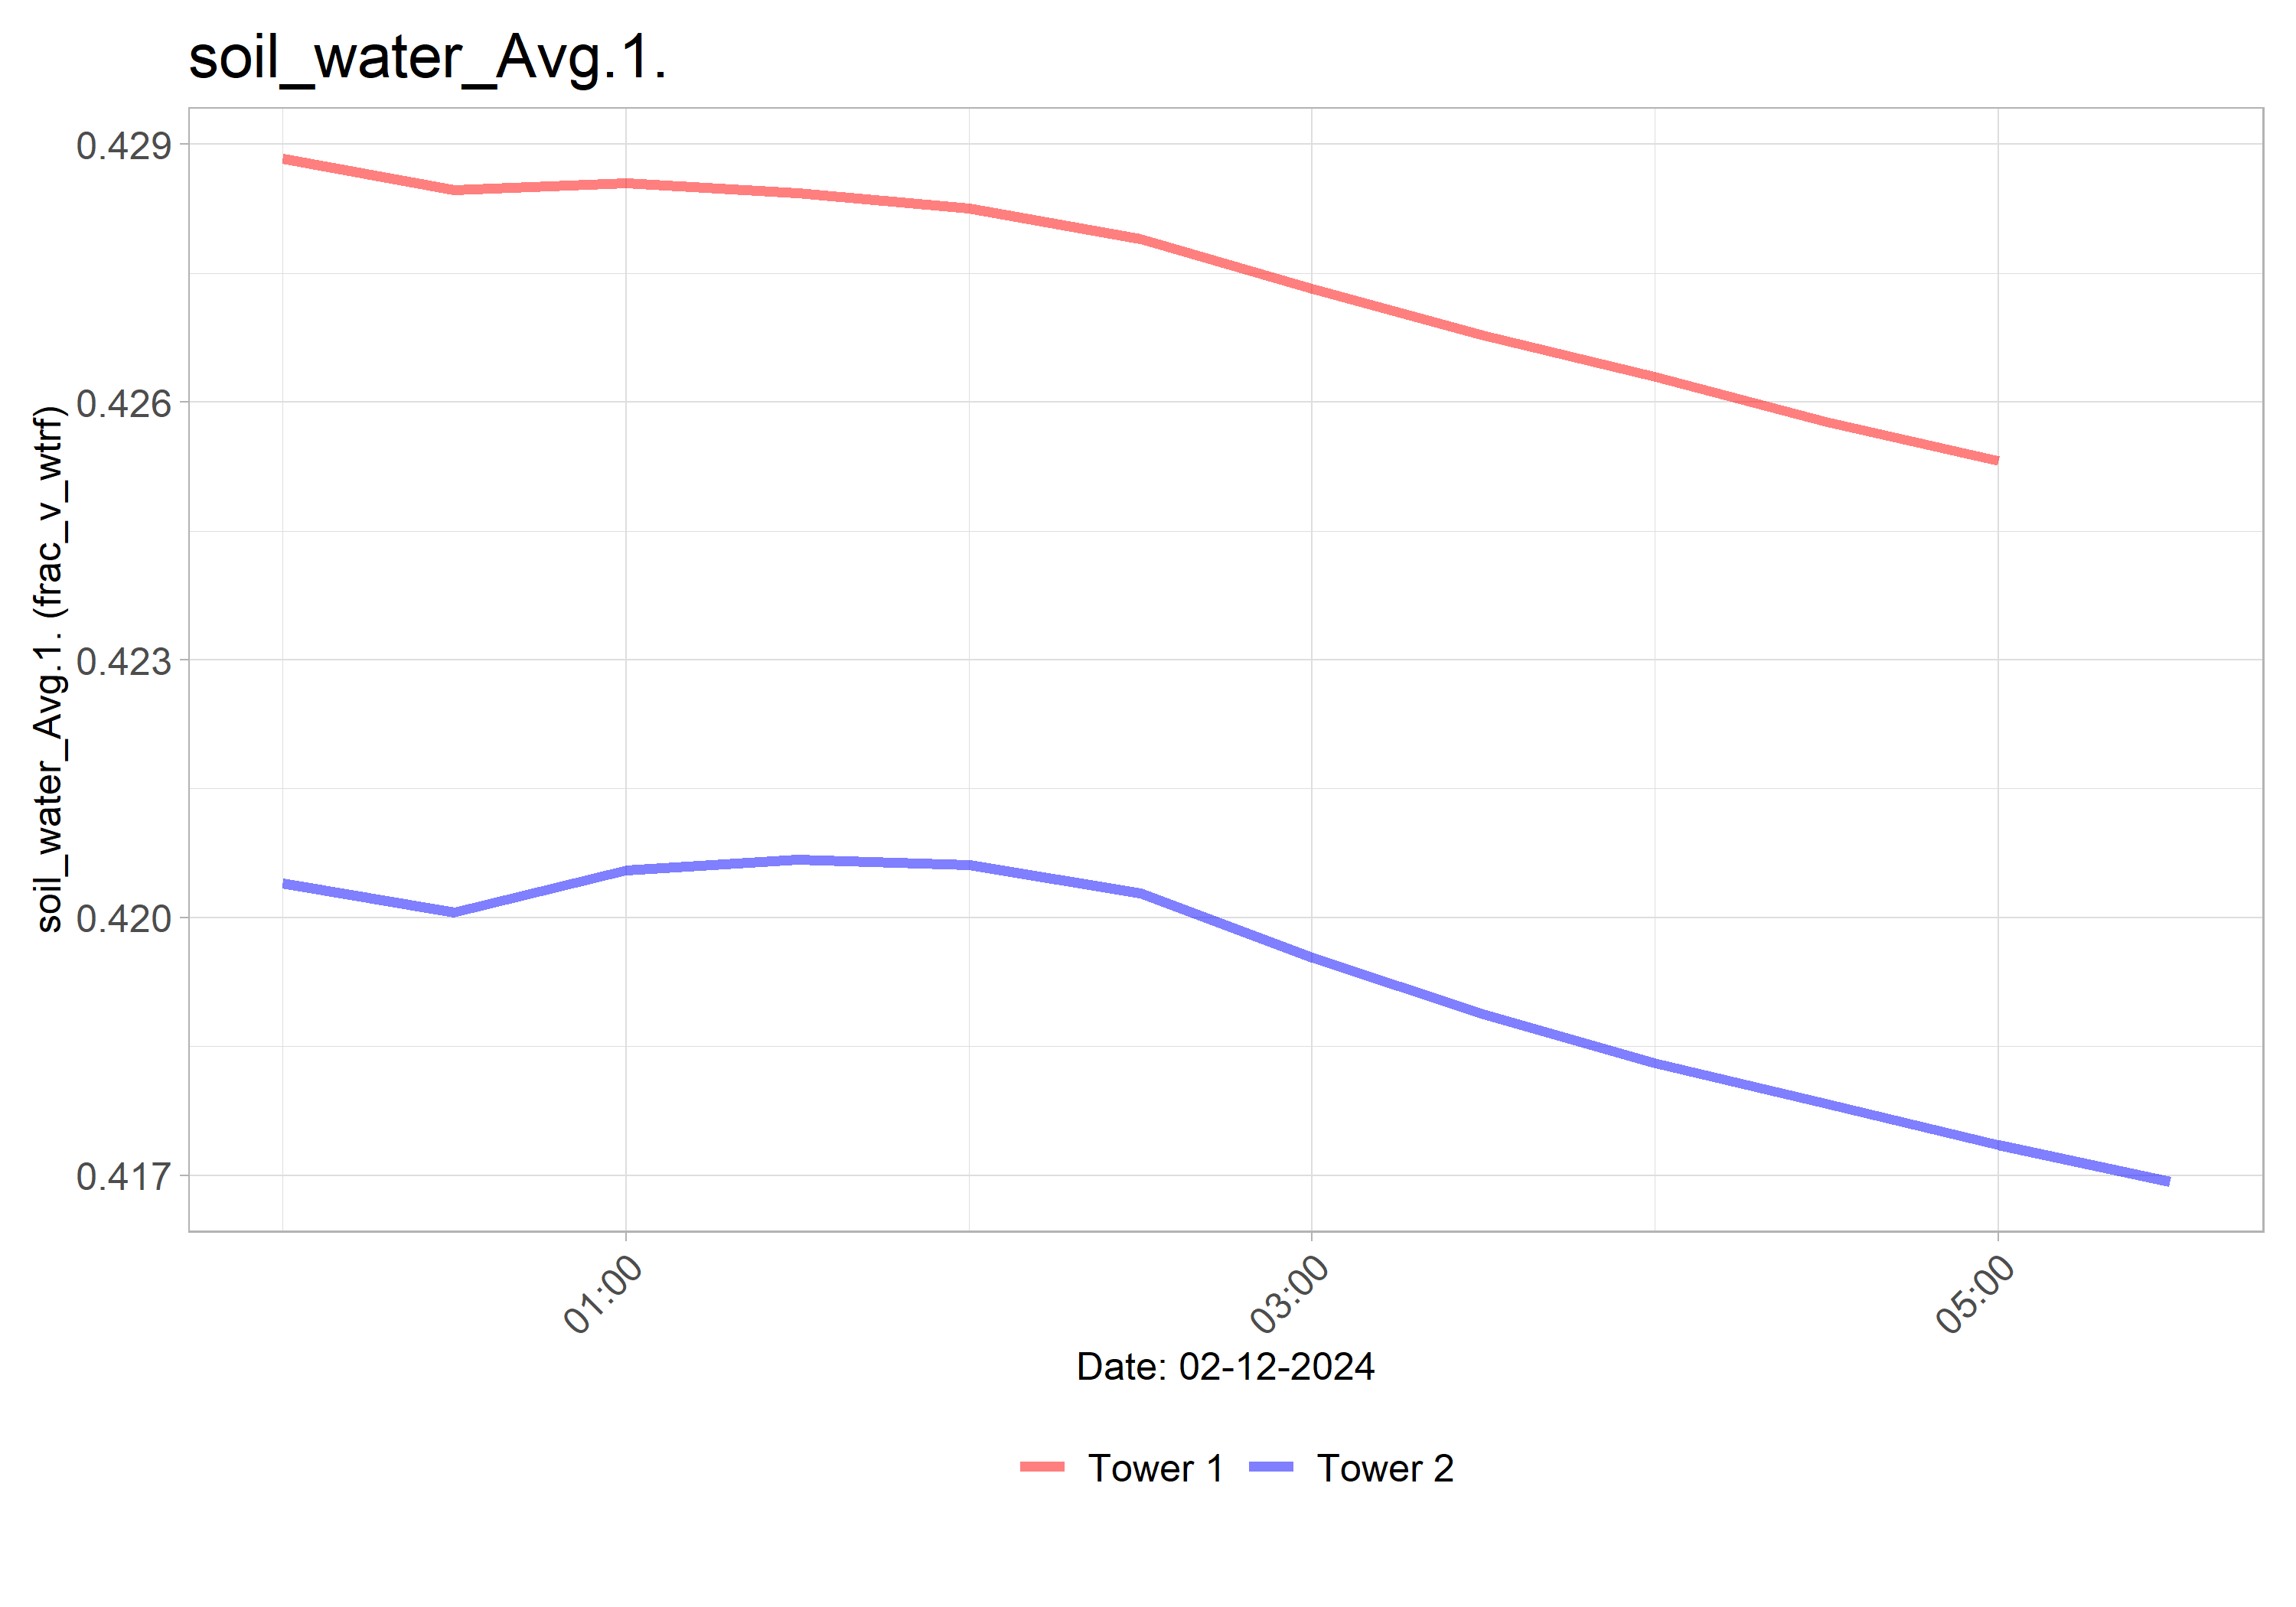 soil_water_Avg.1.
soil_water_Avg.1. (frac_v_wtrf)
0.429
0.426
0.423
0.420
0.417
01:00
03:00
05:00
Date: 02-12-2024
Tower 1
Tower 2